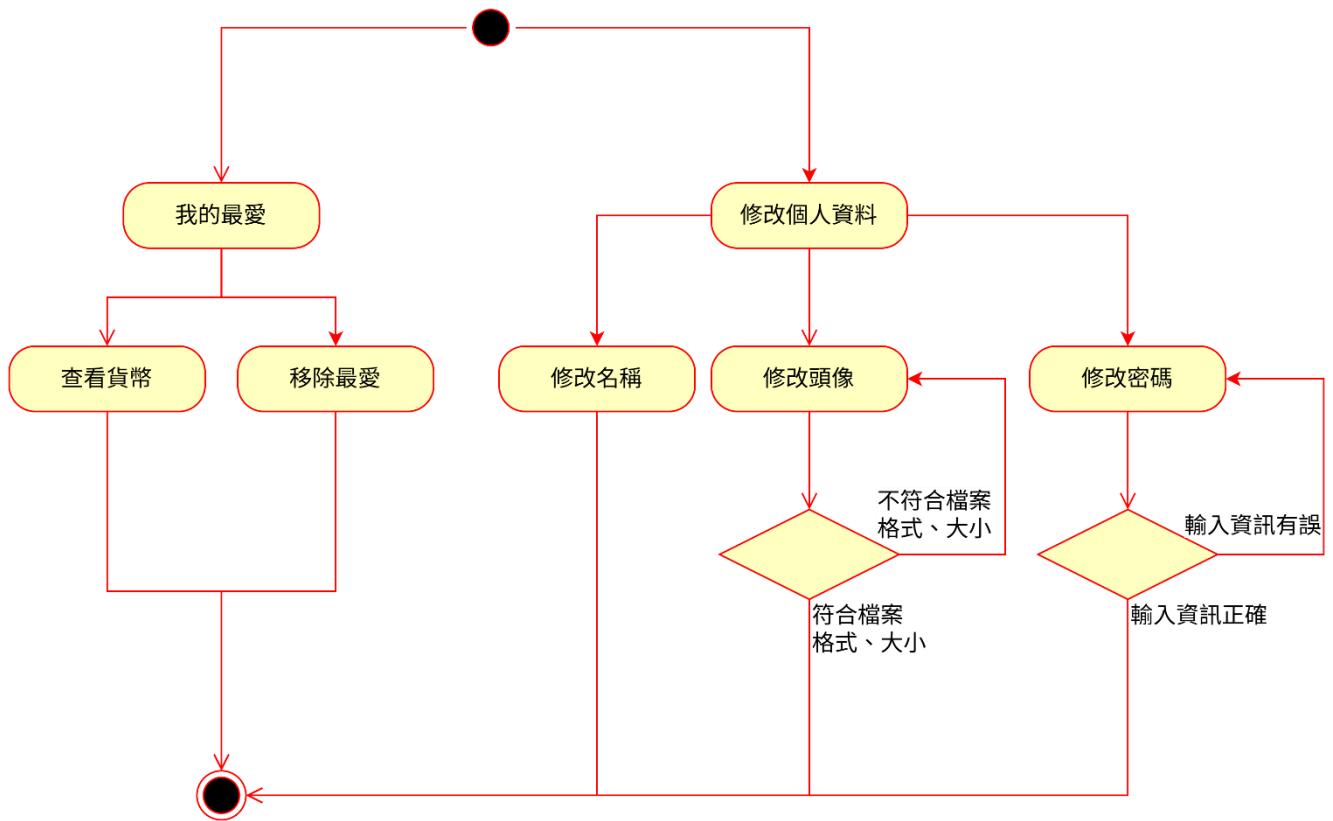 我的最愛
修改個人資料
查看貨幣
移除最愛
修改名稱
修改頭像
修改密碼
不符合檔案
格式、大小
輸入資訊有誤
符合檔案
格式、大小
輸入資訊正確